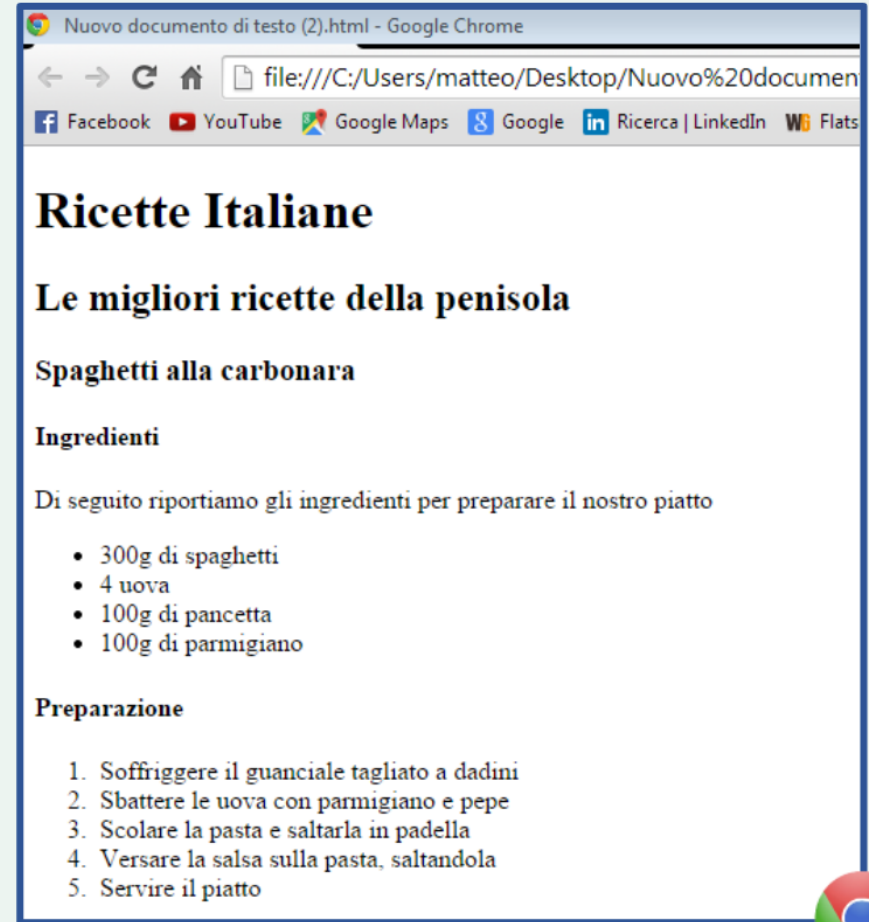 Nuovo documento di testo (2).html - Google Chrome
file:///C:/Users/matteo/Desktop/Nuovo%20documen
Facebook YouTube Google Maps Google Ricerca | LinkedIn Flats
Ricette Italiane
Le migliori ricette della penisola
Spaghetti alla carbonara
Ingredienti
Di seguito riportiamo gli ingredienti per preparare il nostro piatto
• 300g di spaghetti
• 4 uova
• 100g di pancetta
• 100g di parmigiano
Preparazione
1. Soffriggere il guanciale tagliato a dadini
2. Sbattere le uova con parmigiano e pepe
3. Scolare la pasta e saltarla in padella
4. Versare la salsa sulla pasta, saltandola
5. Servire il piatto